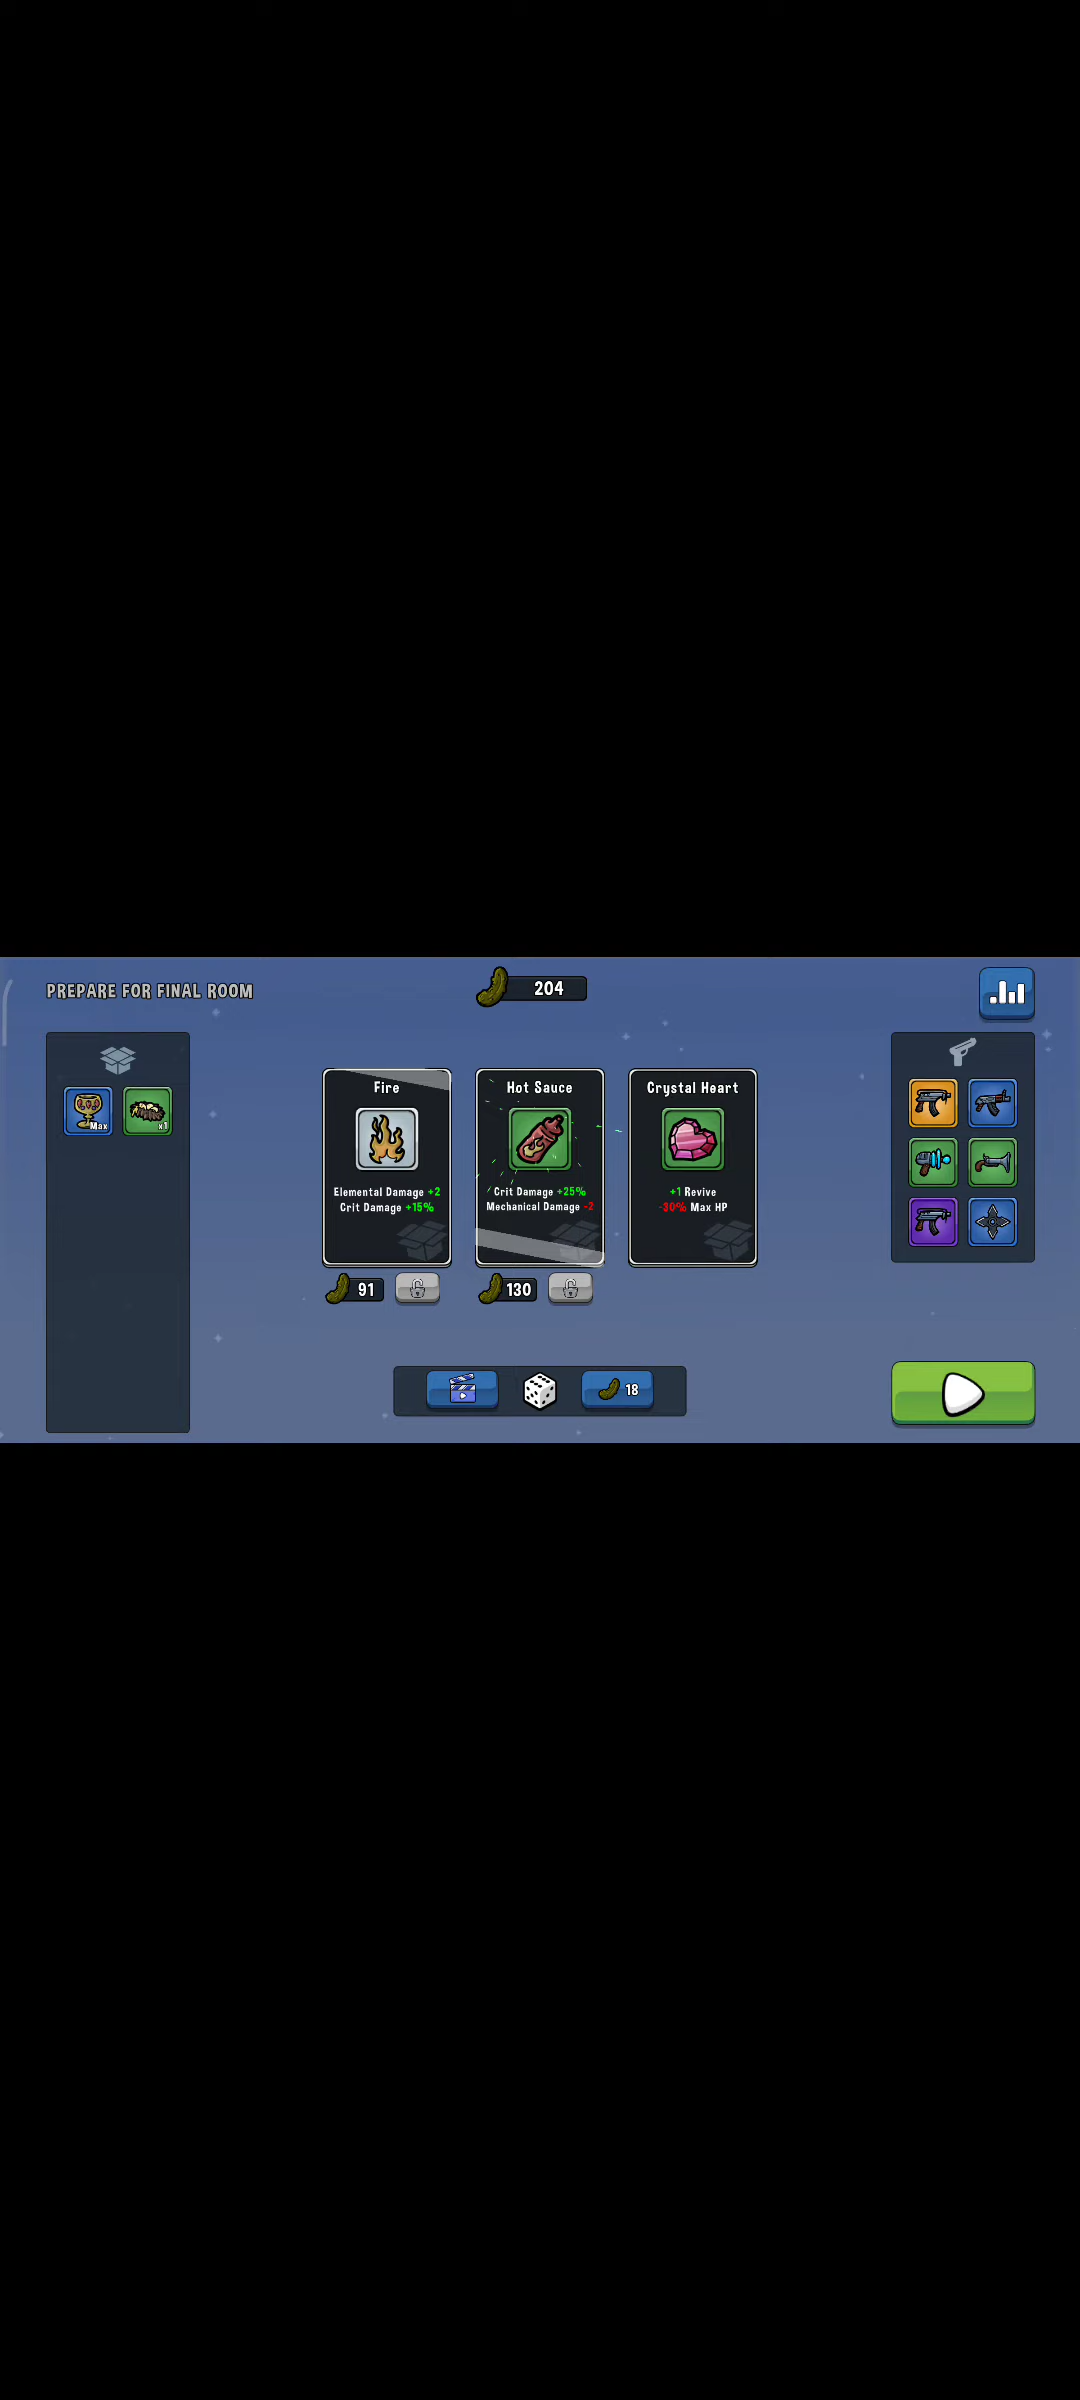 PREPARE FOR FINAL ROOM
204
Max
x1
Fire
Elemental Damage +2
Crit Damage +15%
91
Hot Sauce
Crit Damage +25%
Mechanical Damage -2
130
Crystal Heart
+1 Revive
-30% Max HP
18